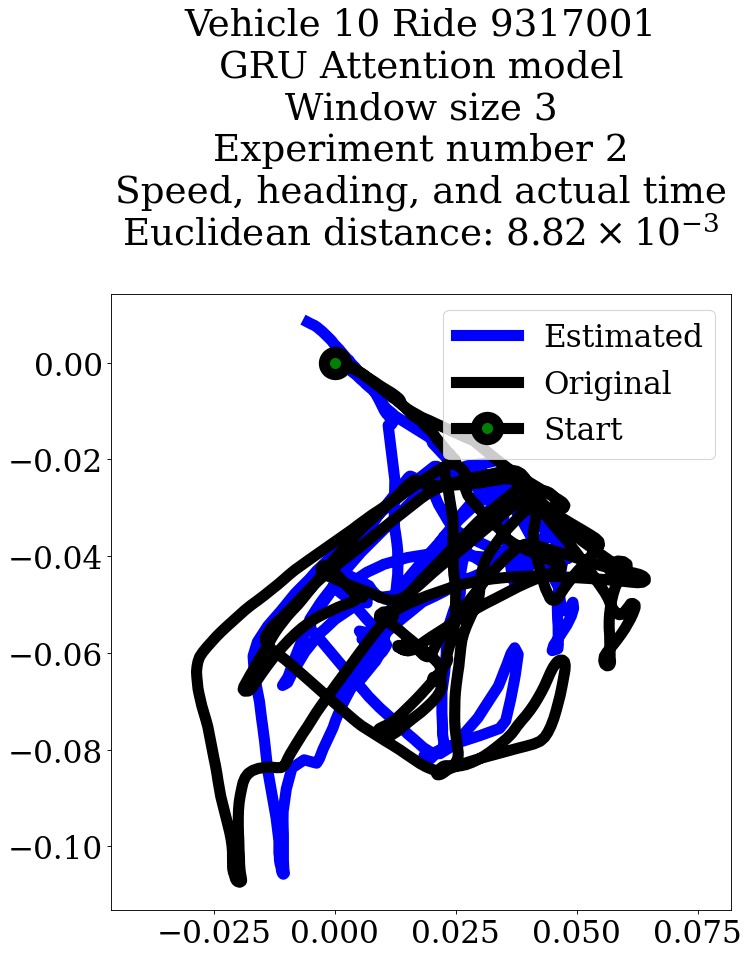 Vehicle 10 Ride 9317001
GRU Attention model
Window size 3
Experiment number 2
Speed, heading, and actual time
Euclidean distance: 8.82 × 10⁻³
Estimated
Original
Start
0.00
−0.02
−0.04
−0.06
−0.08
−0.10
−0.025 0.000 0.025 0.050 0.075